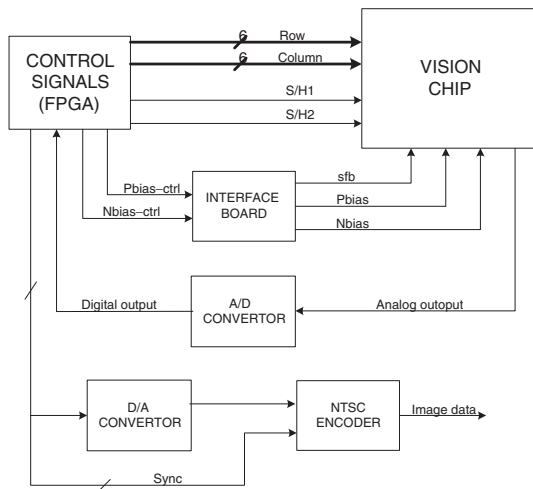 6 Row
6 Column
CONTROL
SIGNALS
(FPGA)
VISION
CHIP
S/H1
S/H2
Pbias–ctrl
Nbias–ctrl
INTERFACE
BOARD
sfb
Pbias
Nbias
Digital output
A/D
CONVERTOR
Analog outoput
D/A
CONVERTOR
NTSC
ENCODER
Image data
Sync